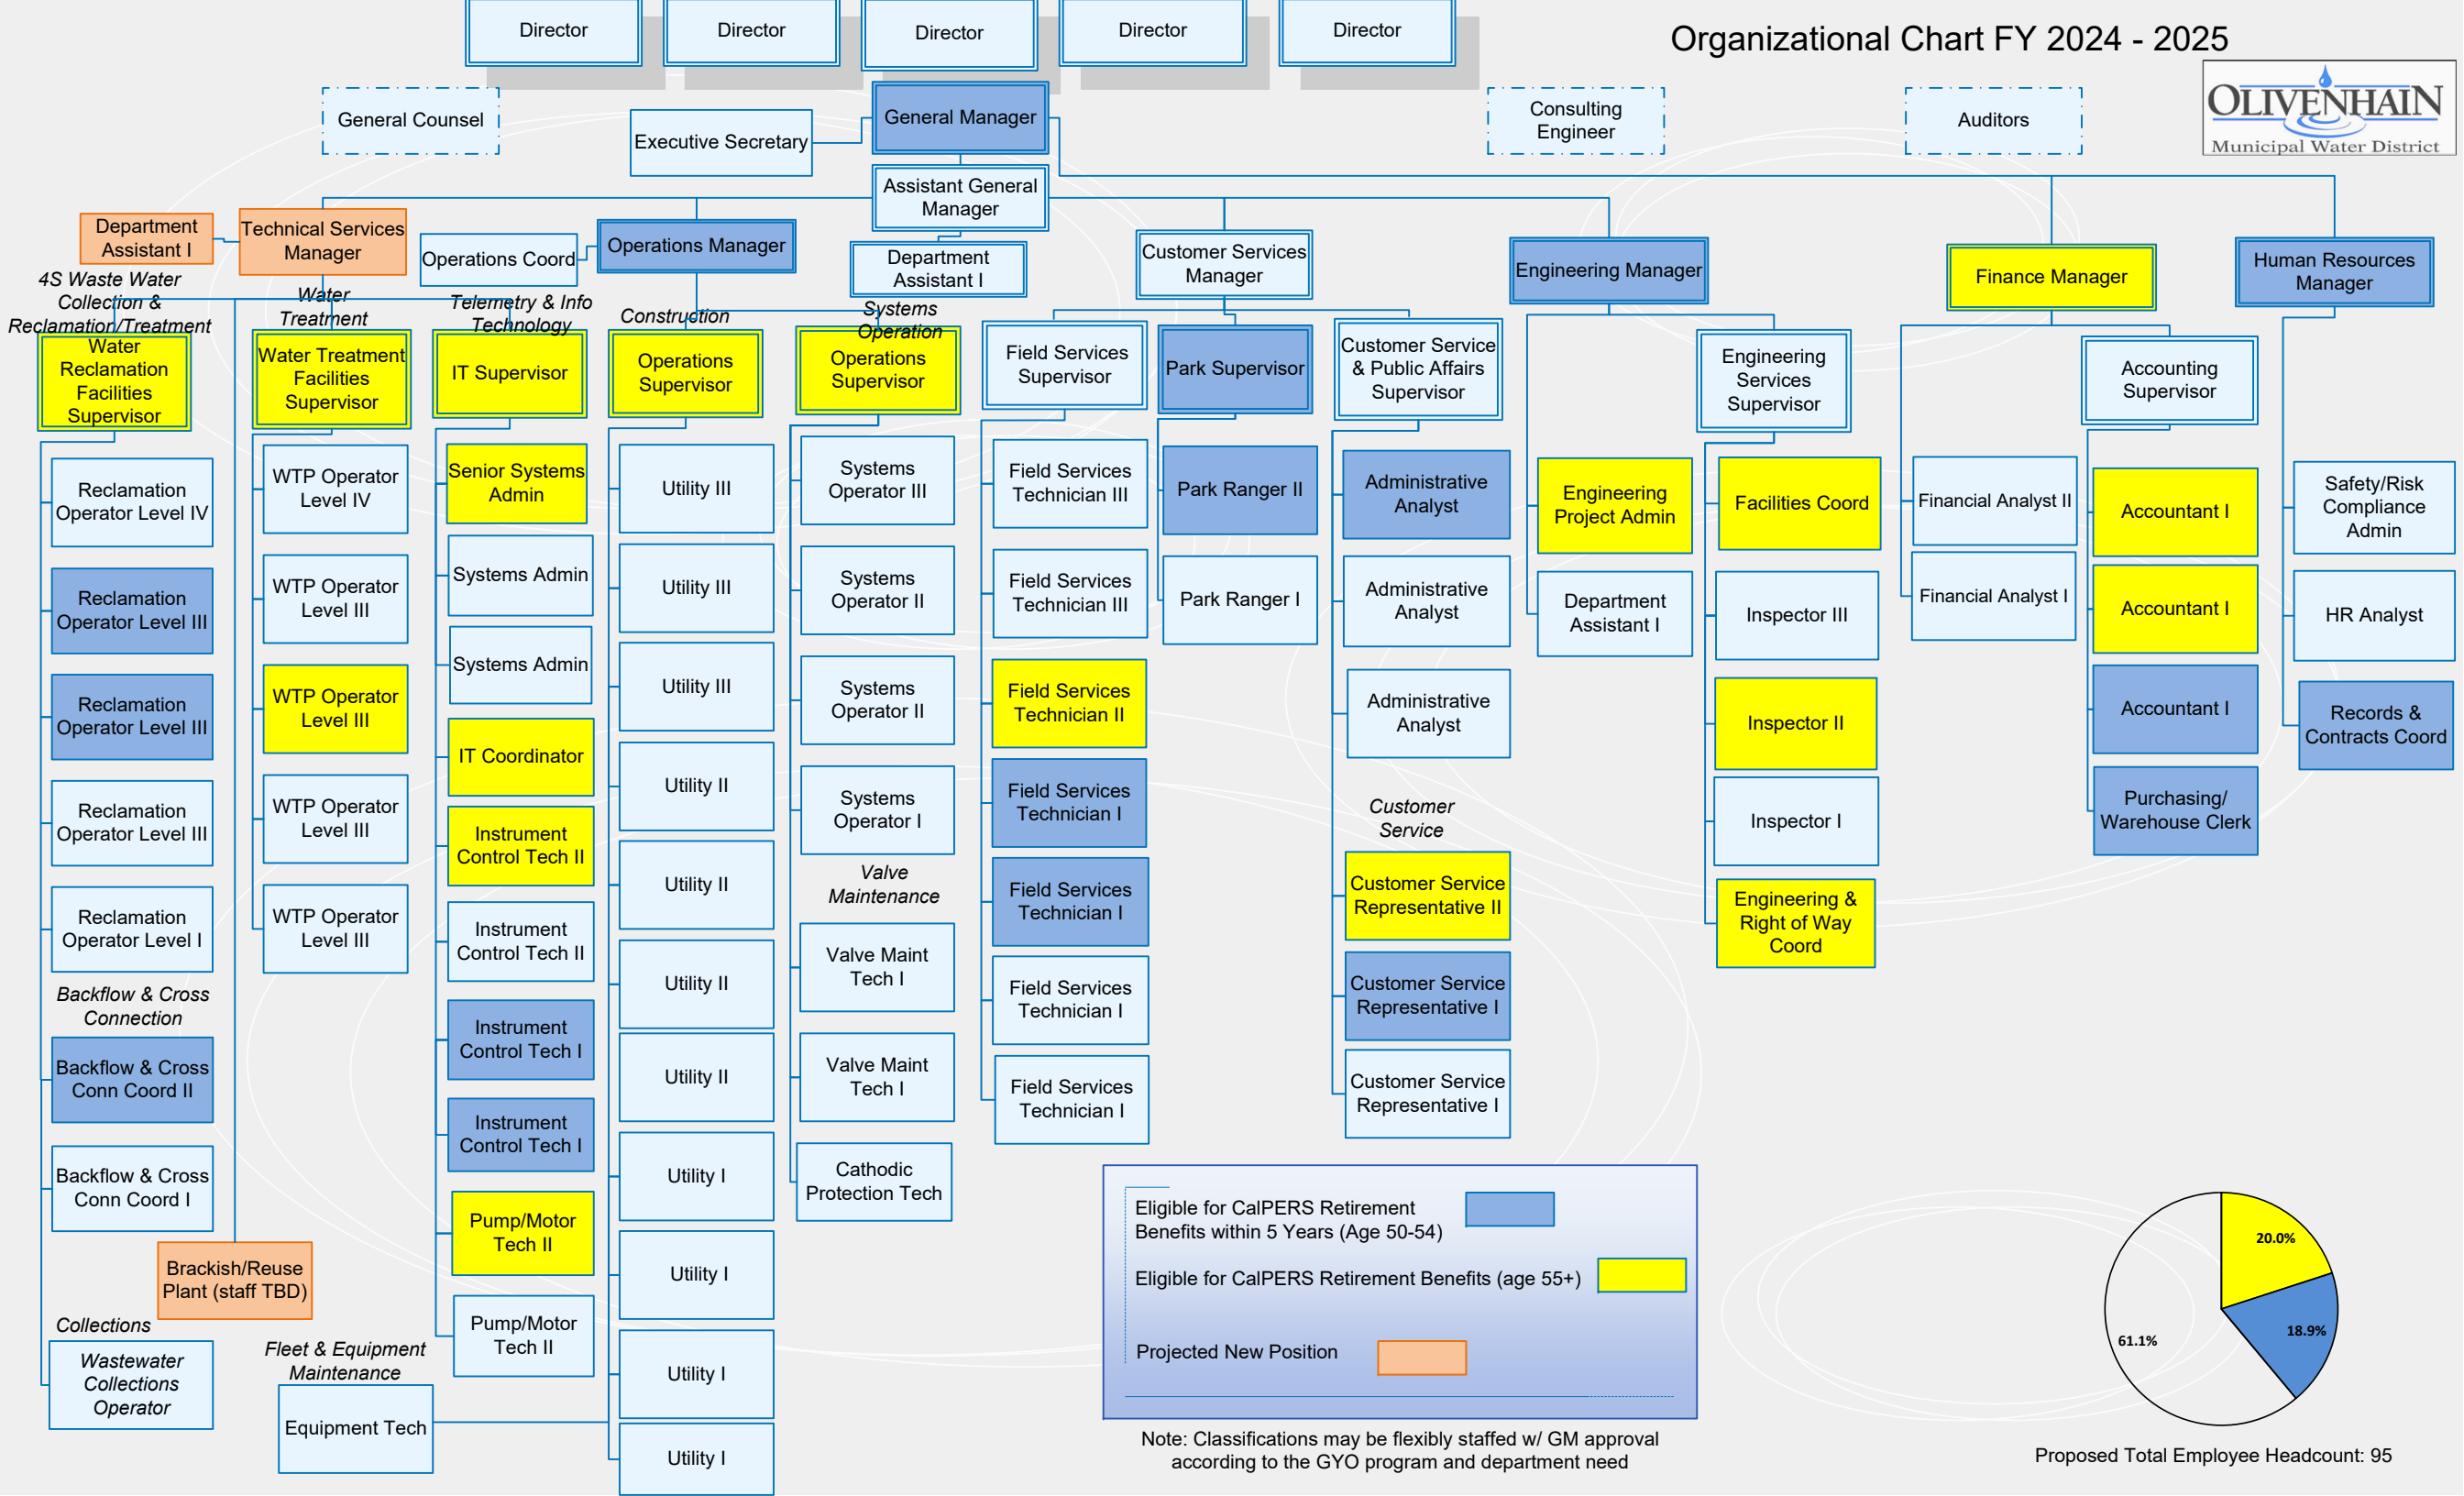 Director
Director
Director
Director
Director
Organizational Chart FY 2024 - 2025
OLIVENHAIN
Municipal Water District
General Counsel
Executive Secretary
General Manager
Consulting
Engineer
Auditors
Assistant General
Manager
Department
Assistant I
Technical Services
Manager
Operations Coord
Operations Manager
Department
Assistant I
Customer Services
Manager
Engineering Manager
Finance Manager
Human Resources
Manager
4S Waste Water
Collection &
Reclamation/Treatment
Water
Treatment
Telemetry & Info
Technology
Construction
Systems
Operation
Water
Reclamation
Facilities
Supervisor
Water Treatment
Facilities
Supervisor
IT Supervisor
Operations
Supervisor
Operations
Supervisor
Field Services
Supervisor
Park Supervisor
Customer Service
& Public Affairs
Supervisor
Engineering
Services
Supervisor
Accounting
Supervisor
Reclamation
Operator Level IV
Reclamation
Operator Level III
Reclamation
Operator Level III
Reclamation
Operator Level III
Reclamation
Operator Level I
Backflow & Cross
Connection
Backflow & Cross
Conn Coord II
Backflow & Cross
Conn Coord I
Brackish/Reuse
Plant (staff TBD)
Collections
Wastewater
Collections
Operator
WTP Operator
Level IV
WTP Operator
Level III
WTP Operator
Level III
WTP Operator
Level III
WTP Operator
Level III
Fleet & Equipment
Maintenance
Equipment Tech
Senior Systems
Admin
Systems Admin
Systems Admin
IT Coordinator
Instrument
Control Tech II
Instrument
Control Tech II
Instrument
Control Tech I
Instrument
Control Tech I
Pump/Motor
Tech II
Pump/Motor
Tech II
Utility III
Utility III
Utility III
Utility II
Utility II
Utility II
Utility II
Utility I
Utility I
Utility I
Utility I
Systems
Operator III
Systems
Operator II
Systems
Operator II
Systems
Operator I
Valve
Maintenance
Valve Maint
Tech I
Valve Maint
Tech I
Cathodic
Protection Tech
Field Services
Technician III
Field Services
Technician III
Field Services
Technician II
Field Services
Technician I
Field Services
Technician I
Field Services
Technician I
Field Services
Technician I
Park Ranger II
Park Ranger I
Administrative
Analyst
Administrative
Analyst
Administrative
Analyst
Customer
Service
Customer Service
Representative II
Customer Service
Representative I
Customer Service
Representative I
Engineering
Project Admin
Department
Assistant I
Facilities Coord
Inspector III
Inspector II
Inspector I
Engineering &
Right of Way
Coord
Financial Analyst II
Financial Analyst I
Accountant I
Accountant I
Accountant I
Purchasing/
Warehouse Clerk
Safety/Risk
Compliance
Admin
HR Analyst
Records &
Contracts Coord
Eligible for CalPERS Retirement
Benefits within 5 Years (Age 50-54)
Eligible for CalPERS Retirement Benefits (age 55+)
Projected New Position
Note: Classifications may be flexibly staffed w/ GM approval
according to the GYO program and department need
20.0%
18.9%
61.1%
Proposed Total Employee Headcount: 95